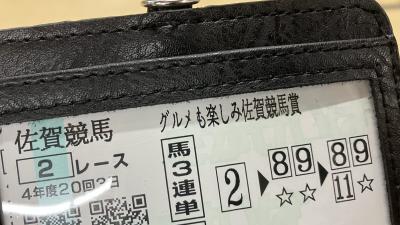 グルメも楽しみ佐賀競馬賞
佐賀競馬
2 レース
4年度20回3日
馬3連単
2 ▶ 8 9 ▶ 8 9
☆ ☆ 11 ☆